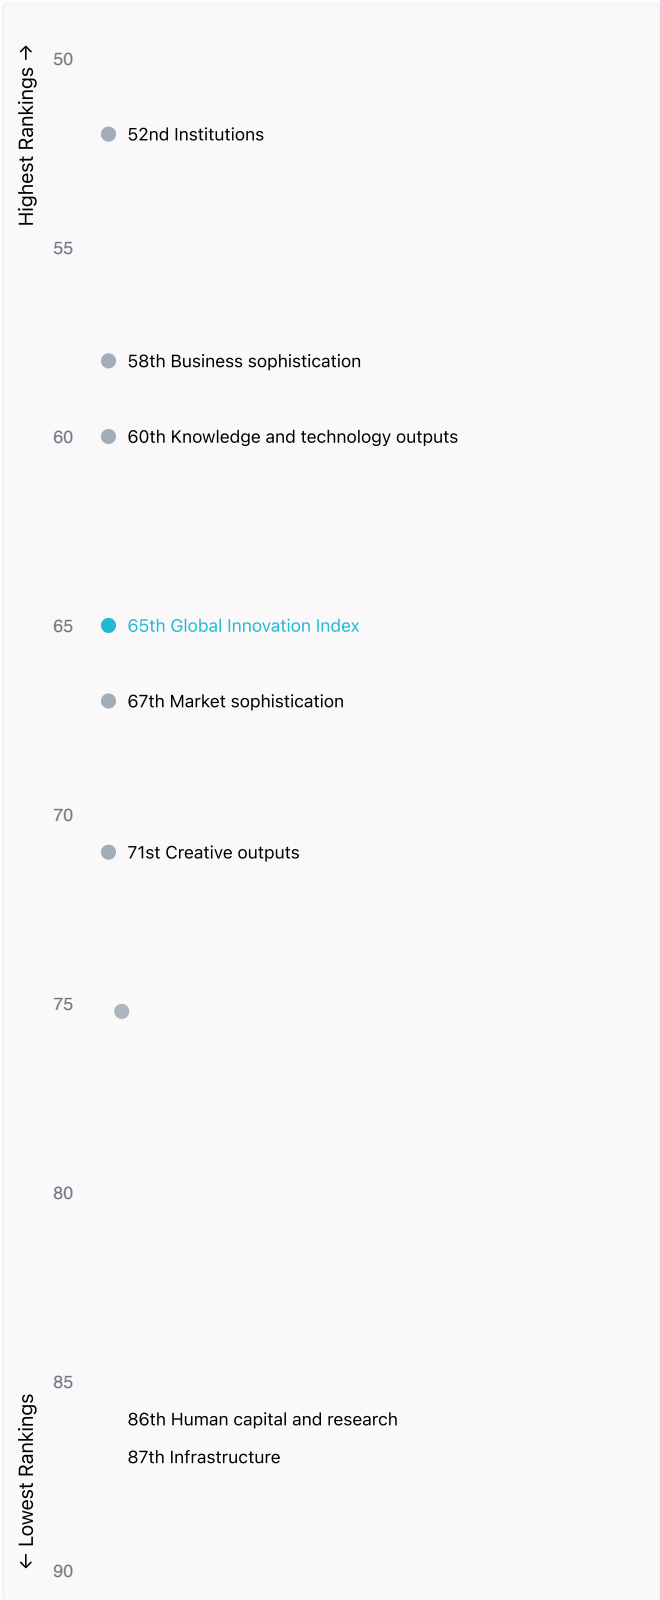 Highest Rankings →
50
52nd Institutions
55
58th Business sophistication
60
60th Knowledge and technology outputs
65
65th Global Innovation Index
67th Market sophistication
70
71st Creative outputs
75
80
85
86th Human capital and research
87th Infrastructure
← Lowest Rankings
90